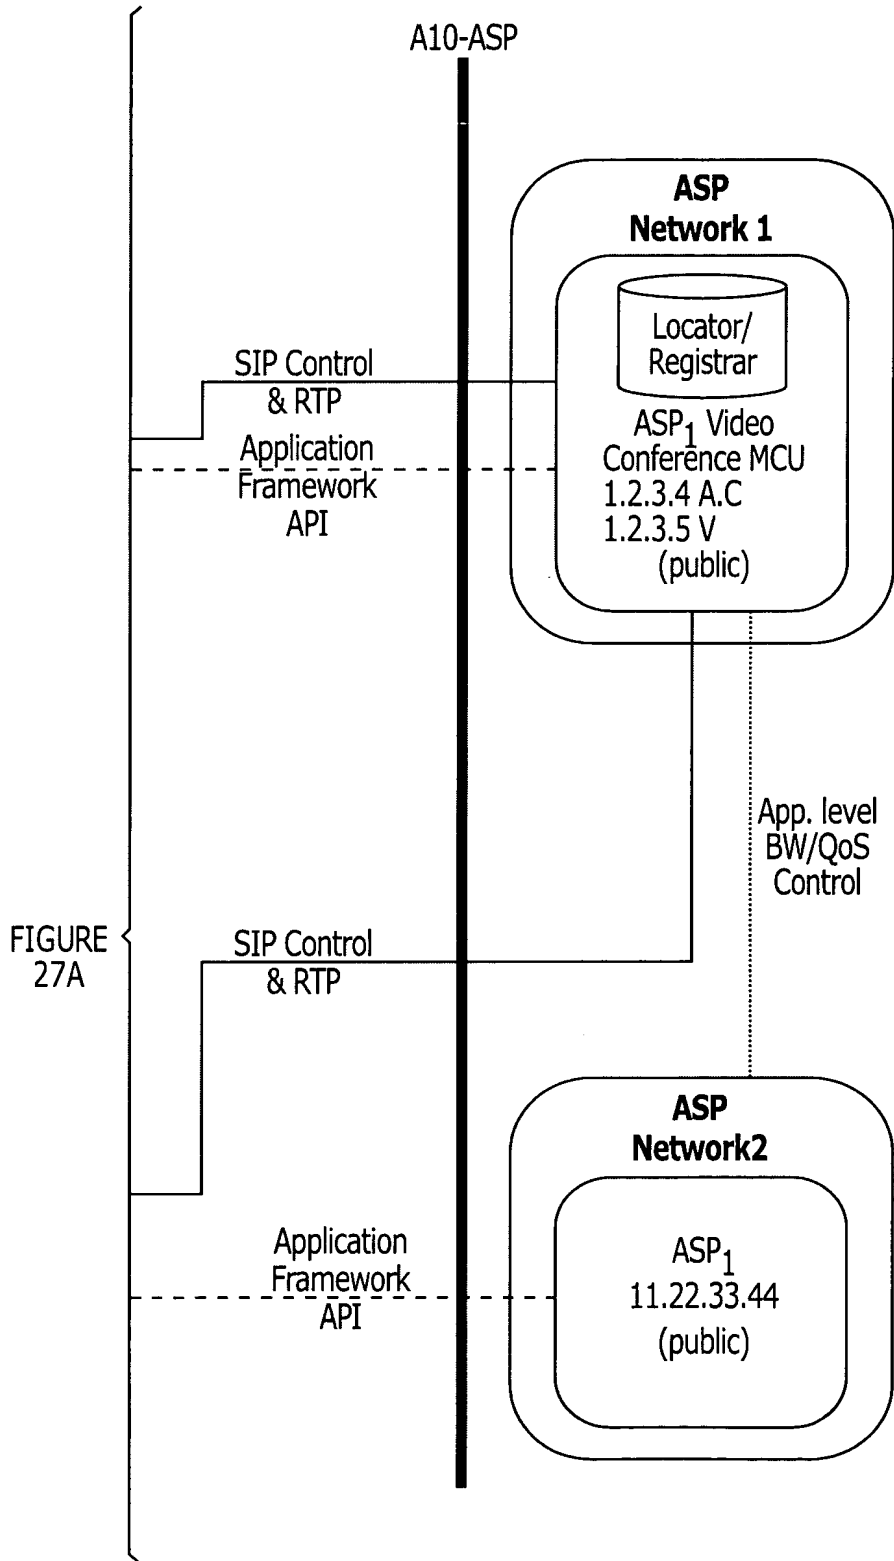 A10-ASP
ASP
Network 1
Locator/
Registrar
ASP1 Video
Conference MCU
1.2.3.4 A.C
1.2.3.5 V
(public)
SIP Control
& RTP
Application
Framework
API
App. level
BW/QoS
Control
FIGURE
27A
SIP Control
& RTP
ASP
Network2
ASP1
11.22.33.44
(public)
Application
Framework
API